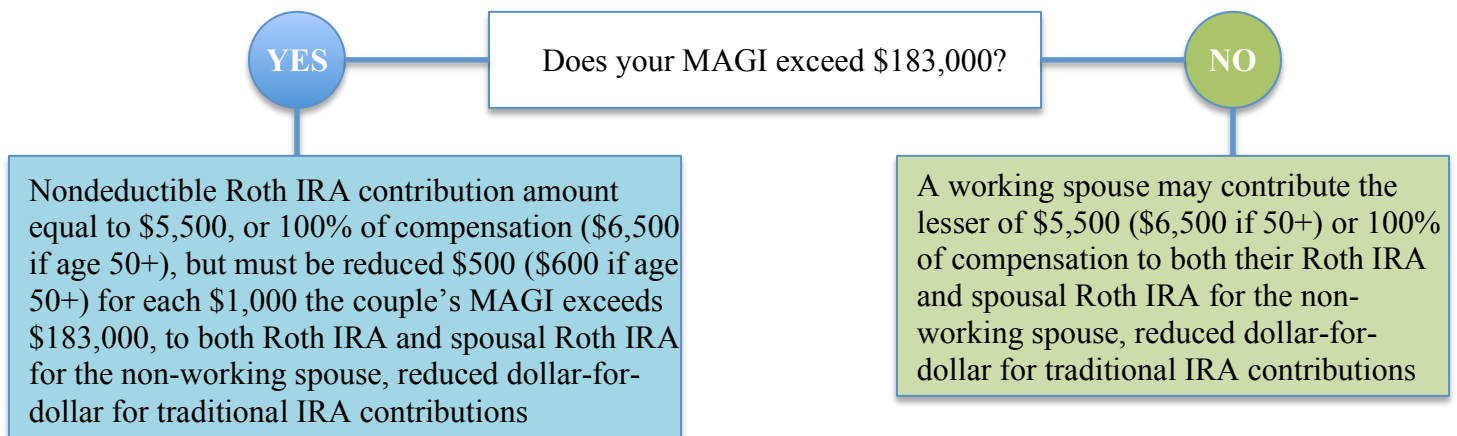 YES
Does your MAGI exceed $183,000?
NO
Nondeductible Roth IRA contribution amount
equal to $5,500, or 100% of compensation ($6,500
if age 50+), but must be reduced $500 ($600 if age
50+) for each $1,000 the couple’s MAGI exceeds
$183,000, to both Roth IRA and spousal Roth IRA
for the non-working spouse, reduced dollar-for-
dollar for traditional IRA contributions
A working spouse may contribute the
lesser of $5,500 ($6,500 if 50+) or 100%
of compensation to both their Roth IRA
and spousal Roth IRA for the non-
working spouse, reduced dollar-for-
dollar for traditional IRA contributions